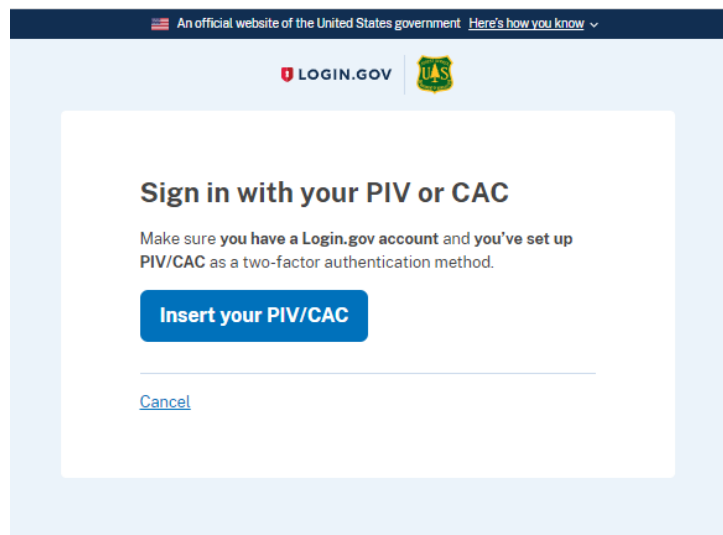 An official website of the United States government Here's how you know
LOGIN.GOV UAS
Sign in with your PIV or CAC
Make sure you have a Login.gov account and you've set up
PIV/CAC as a two-factor authentication method.
Insert your PIV/CAC
Cancel